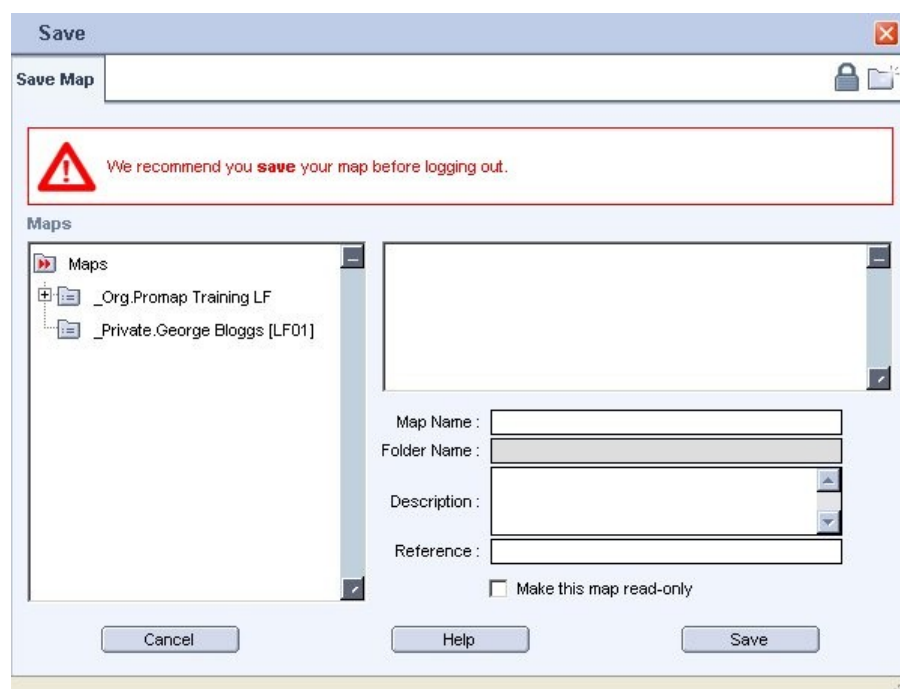 Save
Save Map
We recommend you save your map before logging out.
Maps
Maps
_Org.Promap Training LF
_Private.George Bloggs [LF01]
Map Name :
Folder Name :
Description :
Reference :
Make this map read-only
Cancel
Help
Save